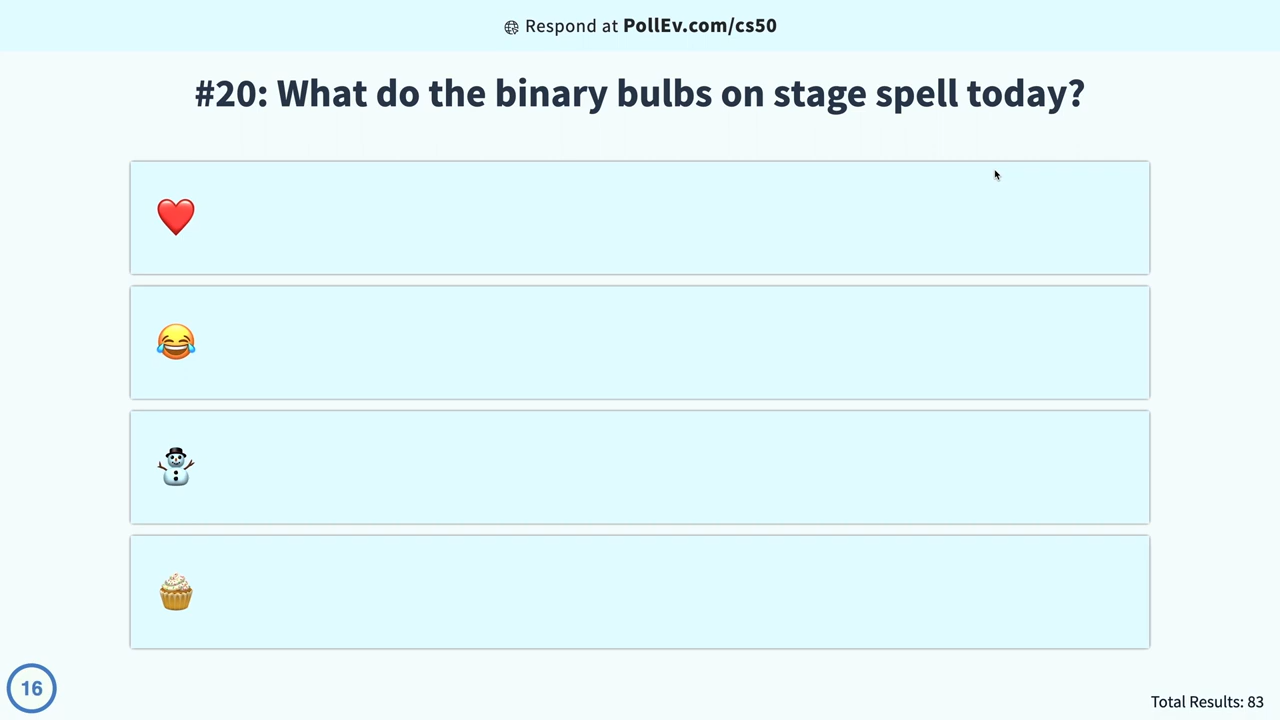 Respond at PollEv.com/cs50
#20: What do the binary bulbs on stage spell today?
❤️
😂
⛄
🧁
16
Total Results: 83